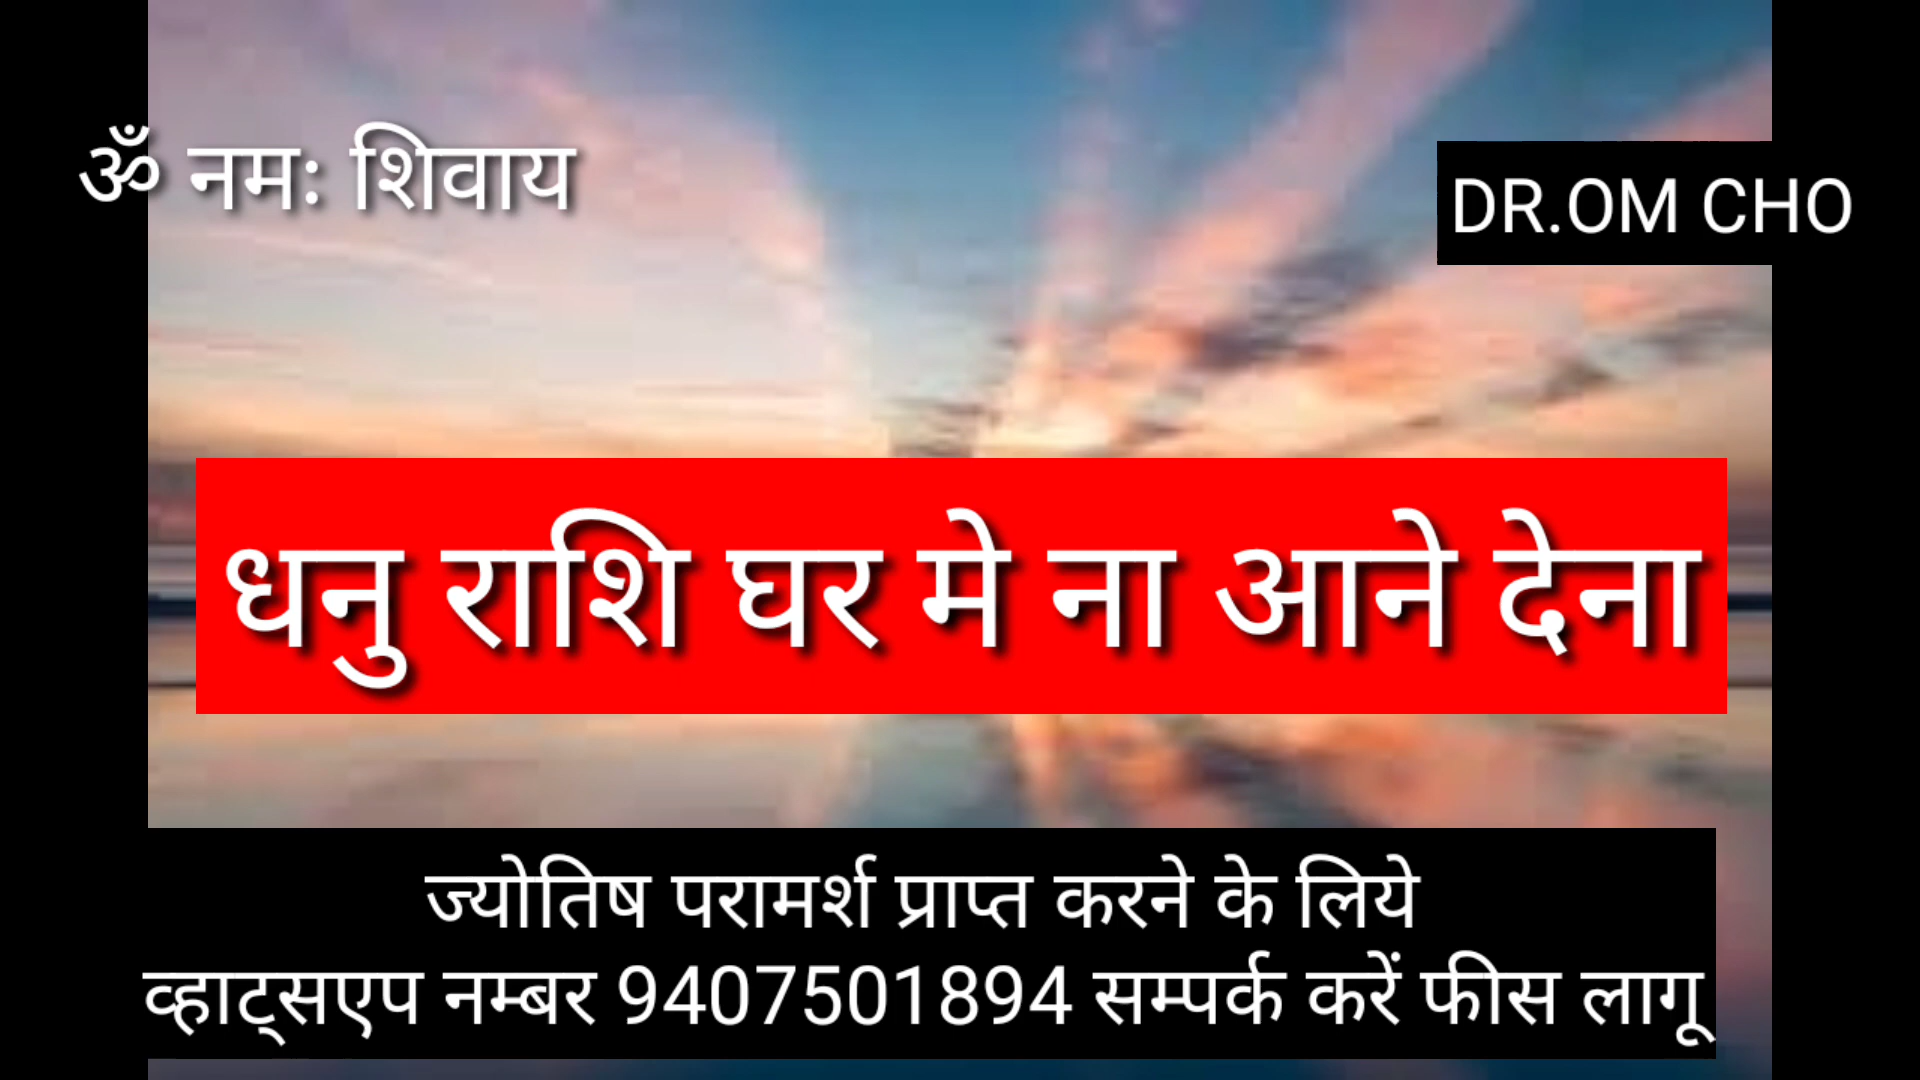 ॐ नमः शिवाय
DR.OM CHO
धनु राशि घर मे ना आने देना
ज्योतिष परामर्श प्राप्त करने के लिये
व्हाट्सएप नम्बर 9407501894 सम्पर्क करें फीस लागू